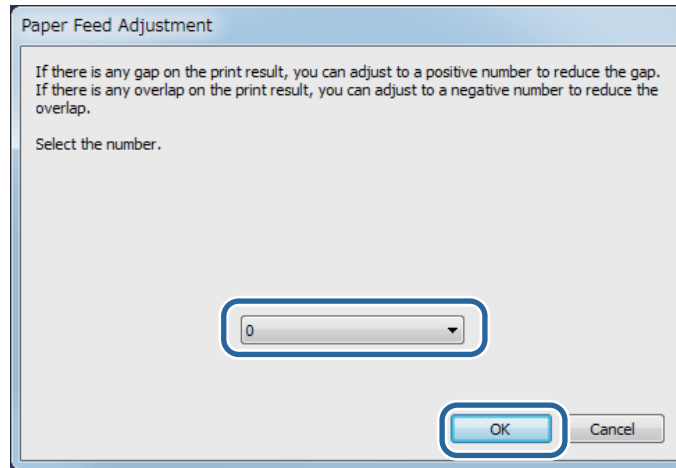 Paper Feed Adjustment
If there is any gap on the print result, you can adjust to a positive number to reduce the gap.
If there is any overlap on the print result, you can adjust to a negative number to reduce the
overlap.
Select the number.
0
OK Cancel